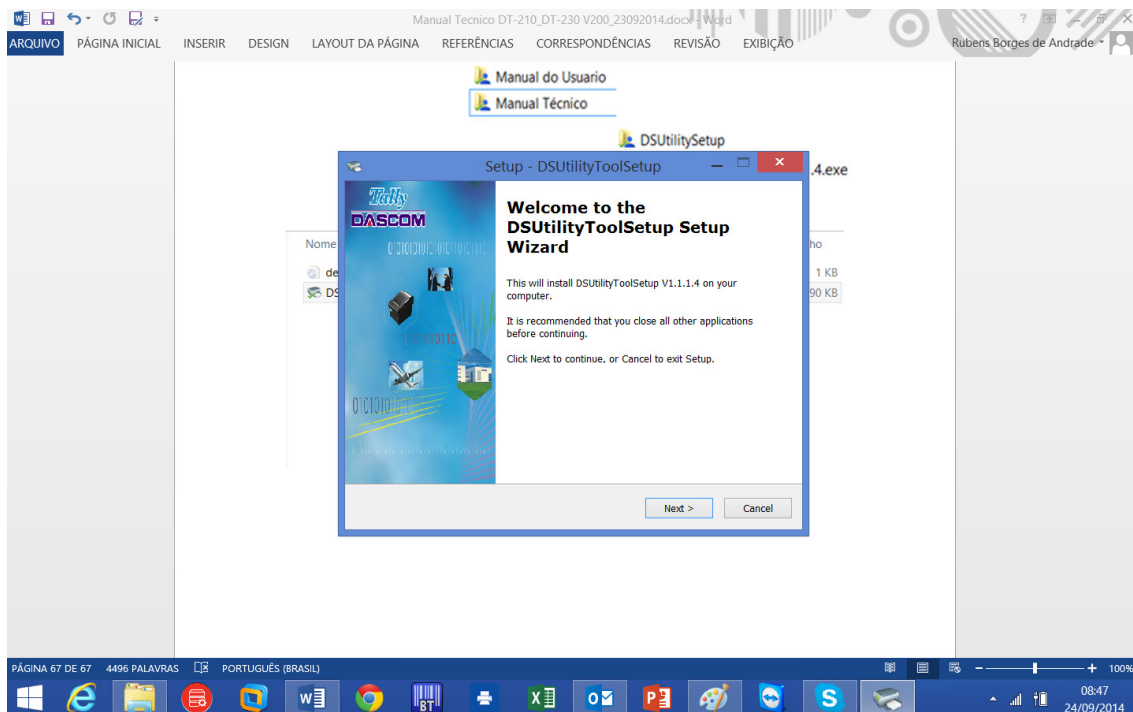 Manual Tecnico DT-210_DT-230 V200_23092014.docx - Word
ARQUIVO PÁGINA INICIAL INSERIR DESIGN LAYOUT DA PÁGINA REFERÊNCIAS CORRESPONDÊNCIAS REVISÃO EXIBIÇÃO Rubens Borges de Andrade
Manual do Usuario
Manual Técnico
DSUtilitySetup
.4.exe
Setup - DSUtilityToolSetup
Tally
DASCOM
Welcome to the
DSUtilityToolSetup Setup
Wizard
Nome
ho
de
1 KB
This will install DSUtilityToolSetup V1.1.1.4 on your
computer.
DS
90 KB
It is recommended that you close all other applications
before continuing.
Click Next to continue, or Cancel to exit Setup.
Next > Cancel
PÁGINA 67 DE 67 4496 PALAVRAS PORTUGUÊS (BRASIL) 100%
08:47
24/09/2014